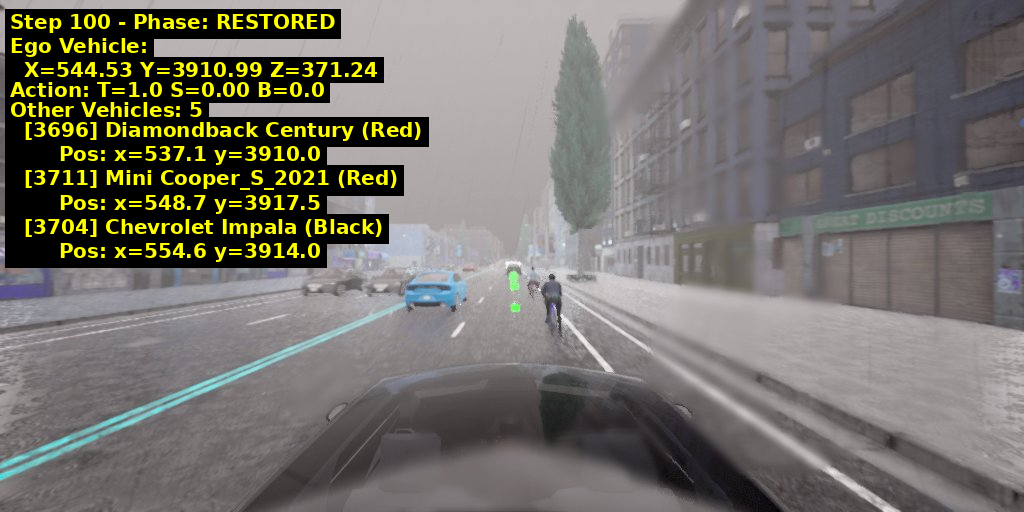 Step 100 - Phase: RESTORED
Ego Vehicle:
X=544.53 Y=3910.99 Z=371.24
Action: T=1.0 S=0.00 B=0.0
Other Vehicles: 5
[3696] Diamondback Century (Red)
Pos: x=537.1 y=3910.0
[3711] Mini Cooper_S_2021 (Red)
Pos: x=548.7 y=3917.5
[3704] Chevrolet Impala (Black)
Pos: x=554.6 y=3914.0
GREAT DISCOUNTS